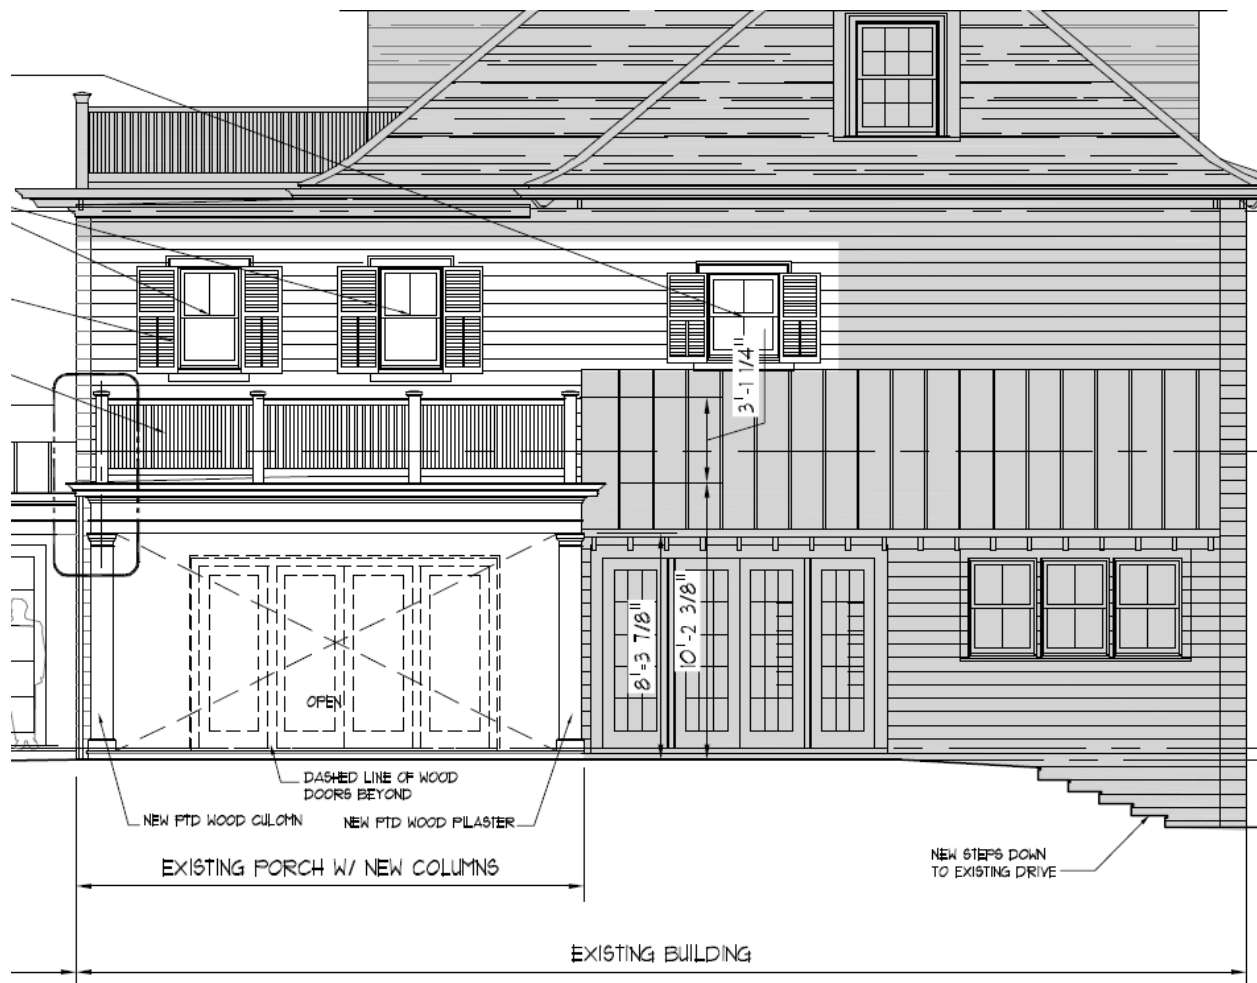 3'-1 1/4"
8'=3 7/8"
10'-2 3/8"
OPEN
DASHED LINE OF WOOD
DOORS BEYOND
NEW PTD WOOD CULOMN
NEW PTD WOOD PILASTER
EXISTING PORCH W/ NEW COLUMNS
NEW STEPS DOWN
TO EXISTING DRIVE
EXISTING BUILDING